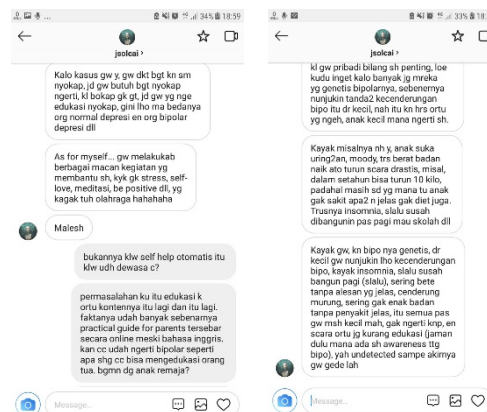 34% 18:59
jsolcai >
Kalo kasus gw y, gw dkt bgt kn sm
nyokap, jd gw butuh bgt nyokap
ngerti, kl bokap gk gt, jd gw yg nge
edukasi nyokap, gini lho ma bedanya
org normal depresi en org bipolar
depresi dll
As for myself... gw melakukab
berbagai macan kegiatan yg
membantu sh, kyk gk stress, self-
love, meditasi, be positive dll, yg
kagak tuh olahraga hahahaha
Malesh
bukannya klw self help otomatis itu
klw udh dewasa c?
permasalahan ku itu edukasi k
ortu kontennya itu lagi dan itu lagi.
faktanya udah banyak sebenarnya
practical guide for parents tersebar
secara online meski bahasa inggris.
kan cc udah ngerti bipolar seperti
apa shg cc bisa mengedukasi orang
tua. bgmn dg anak remaja?
Message...
33% 18:
jsolcai >
kl gw pribadi bilang sh penting, loe
kudu inget kalo banyak jg mreka
yg genetis bipolarnya, sebenernya
nunjukin tanda2 kecenderungan
bipo itu dr kecil, nah itu kn hrs ortu
yg ngeh, anak kecil mana ngerti sh.
Kayak misalnya nh y, anak suka
uring2an, moody, trs berat badan
naik ato turun scara drastis, misal,
dalam setahun bisa turun 10 kilo,
padahal masih sd yg mana tu anak
gak sakit apa2 n jelas gak diet juga.
Trusnya insomnia, slalu susah
dibangunin pas pagi mau skolah dll
Kayak gw, kn bipo nya genetis, dr
kecil gw nunjukin lho kecenderungan
bipo, kayak insomnia, slalu susah
bangun pagi (slalu), sering bete
tanpa alesan yg jelas, cenderung
murung, sering gak enak badan
tanpa penyakit jelas, itu semua pas
gw msh kecil mah, gak ngerti knp, en
scara ortu jg kurang edukasi (jaman
dulu mana ada sh awareness ttg
bipo), yah undetected sampe akirnya
gw gede lah
Message...